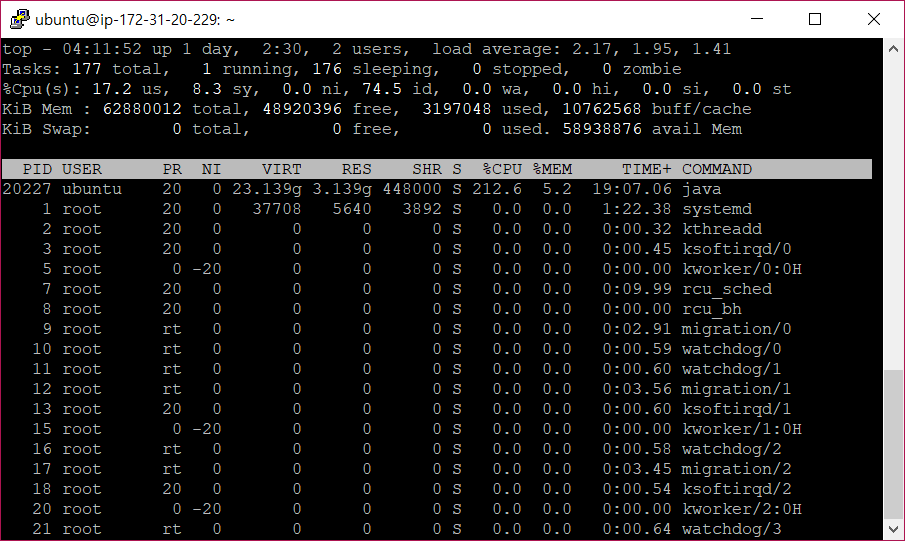 ubuntu@ip-172-31-20-229: ~
top - 04:11:52 up 1 day,  2:30,  2 users,  load average: 2.17, 1.95, 1.41
Tasks: 177 total,   1 running, 176 sleeping,   0 stopped,   0 zombie
%Cpu(s): 17.2 us,  8.3 sy,  0.0 ni, 74.5 id,  0.0 wa,  0.0 hi,  0.0 si,  0.0 st
KiB Mem : 62880012 total, 48920396 free,  3197048 used, 10762568 buff/cache
KiB Swap:        0 total,        0 free,        0 used. 58938876 avail Mem
  PID USER      PR  NI    VIRT    RES    SHR S  %CPU %MEM     TIME+ COMMAND
20227 ubuntu    20   0 23.139g 3.139g 448000 S 212.6  5.2  19:07.06 java
    1 root      20   0   37708   5640   3892 S   0.0  0.0   1:22.38 systemd
    2 root      20   0       0      0      0 S   0.0  0.0   0:00.32 kthreadd
    3 root      20   0       0      0      0 S   0.0  0.0   0:00.45 ksoftirqd/0
    5 root       0 -20       0      0      0 S   0.0  0.0   0:00.00 kworker/0:0H
    7 root      20   0       0      0      0 S   0.0  0.0   0:09.99 rcu_sched
    8 root      20   0       0      0      0 S   0.0  0.0   0:00.00 rcu_bh
    9 root      rt   0       0      0      0 S   0.0  0.0   0:02.91 migration/0
   10 root      rt   0       0      0      0 S   0.0  0.0   0:00.59 watchdog/0
   11 root      rt   0       0      0      0 S   0.0  0.0   0:00.60 watchdog/1
   12 root      rt   0       0      0      0 S   0.0  0.0   0:03.56 migration/1
   13 root      20   0       0      0      0 S   0.0  0.0   0:00.60 ksoftirqd/1
   15 root       0 -20       0      0      0 S   0.0  0.0   0:00.00 kworker/1:0H
   16 root      rt   0       0      0      0 S   0.0  0.0   0:00.58 watchdog/2
   17 root      rt   0       0      0      0 S   0.0  0.0   0:03.45 migration/2
   18 root      20   0       0      0      0 S   0.0  0.0   0:00.54 ksoftirqd/2
   20 root       0 -20       0      0      0 S   0.0  0.0   0:00.00 kworker/2:0H
   21 root      rt   0       0      0      0 S   0.0  0.0   0:00.64 watchdog/3